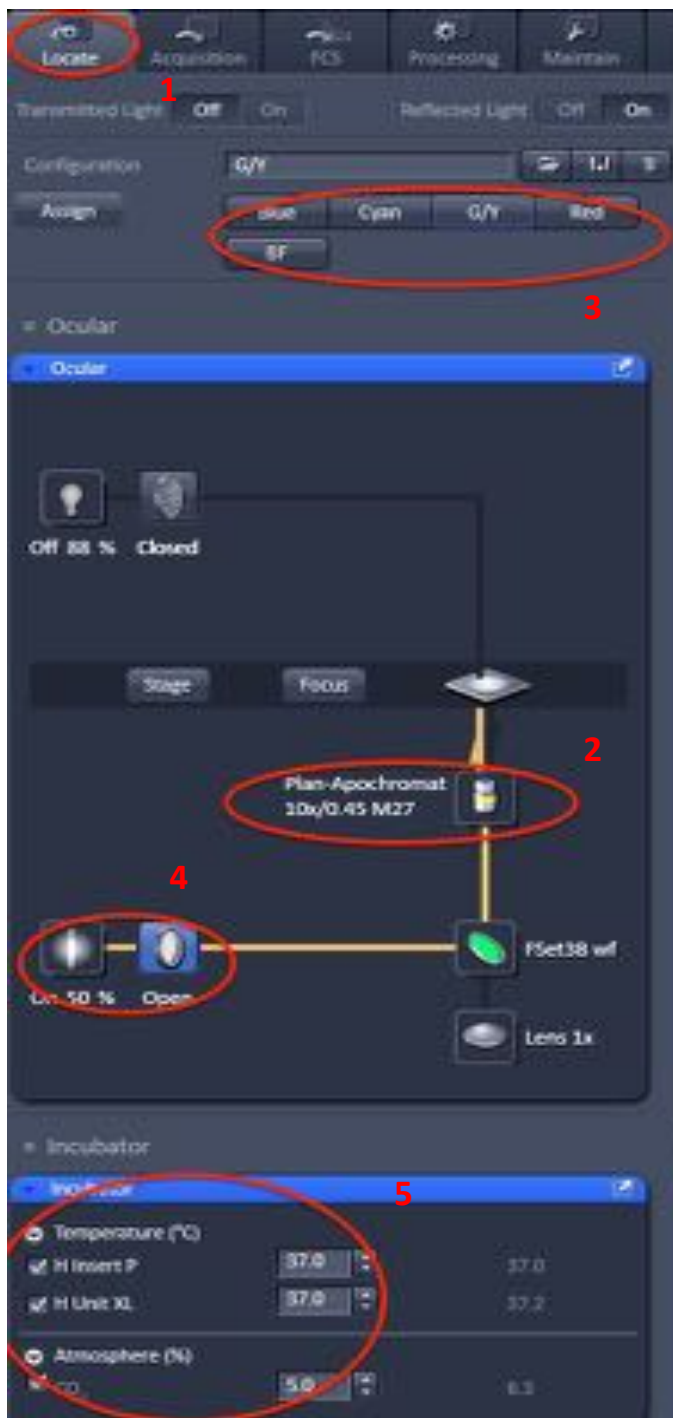 Locate Acquisition FCS Processing Maintain
1
Transmitted Light Off On Reflected Light Off On
Configuration G/Y
Assign Blue Cyan G/Y Red
BF
3
Ocular
Ocular
Off 88 % Closed
Stage Focus
2
Plan-Apochromat
10x/0.45 M27
4
FSet38 wf
On 50 % Open
Lens 1x
Incubator
5
Incubator
Temperature (°C)
H Insert P 37.0 37.0
H Unit XL 37.0 37.2
Atmosphere (%)
5.0